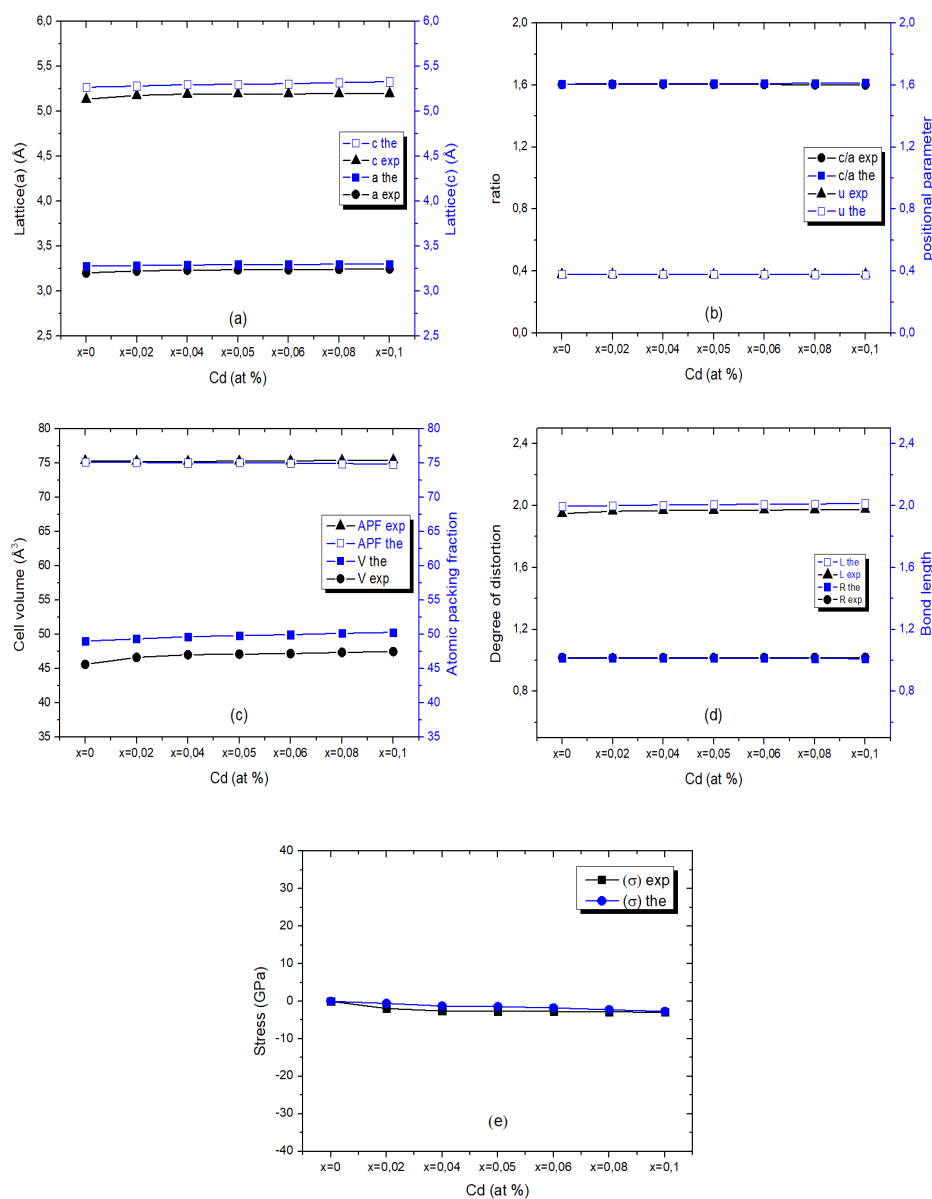 6,0
5,5
5,0
4,5
4,0
3,5
3,0
2,5
Lattice(a) (Å)
6,0
5,5
5,0
4,5
4,0
3,5
3,0
2,5
Lattice(c) (Å)
c the
c exp
a the
a exp
(a)
x=0 x=0,02 x=0,04 x=0,05 x=0,06 x=0,08 x=0,1
Cd (at %)
2,0
1,6
1,2
0,8
0,4
0,0
ratio
2,0
1,6
1,2
0,8
0,4
0,0
positional parameter
c/a exp
c/a the
u exp
u the
(b)
x=0 x=0,02 x=0,04 x=0,05 x=0,06 x=0,08 x=0,1
Cd (at %)
80
75
70
65
60
55
50
45
40
35
Cell volume (Å³)
80
75
70
65
60
55
50
45
40
35
Atomic packing fraction
APF exp
APF the
V the
V exp
(c)
x=0 x=0,02 x=0,04 x=0,05 x=0,06 x=0,08 x=0,1
Cd (at %)
2,4
2,0
1,6
1,2
0,8
Degree of distortion
2,4
2,0
1,6
1,2
0,8
Bond length
L the
L exp
R the
R exp
(d)
x=0 x=0,02 x=0,04 x=0,05 x=0,06 x=0,08 x=0,1
Cd (at %)
40
30
20
10
0
-10
-20
-30
-40
Stress (GPa)
(σ) exp
(σ) the
(e)
x=0 x=0,02 x=0,04 x=0,05 x=0,06 x=0,08 x=0,1
Cd (at %)